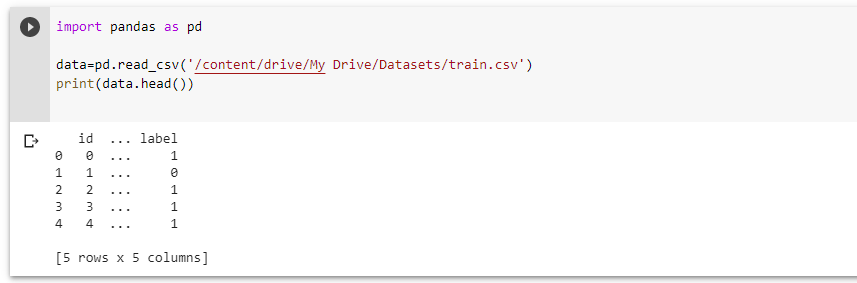 import pandas as pd
data=pd.read_csv('/content/drive/My Drive/Datasets/train.csv')
print(data.head())
id ... label
0 0 ... 1
1 1 ... 0
2 2 ... 1
3 3 ... 1
4 4 ... 1
[5 rows x 5 columns]